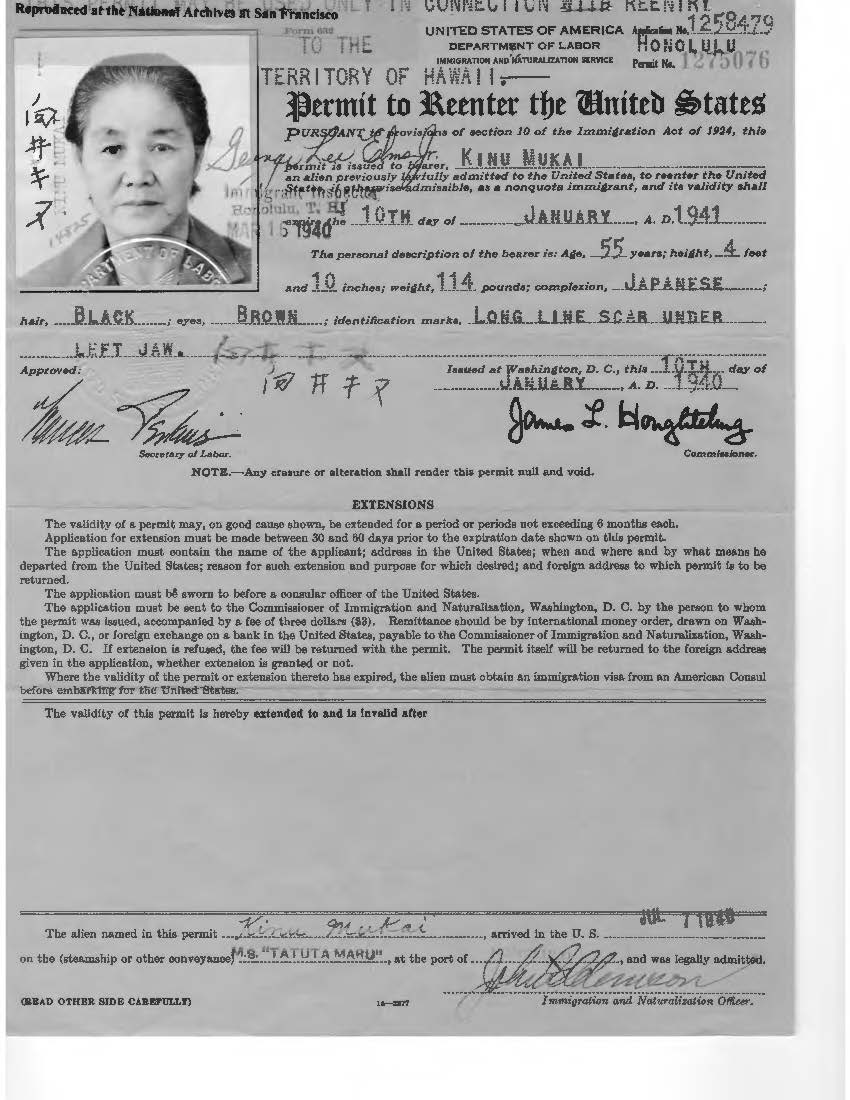 IN CONNECTION WITH REENTRY
Reproduced at the National Archives at San Francisco
Form 632
TO THE
TERRITORY OF HAWAII.
UNITED STATES OF AMERICA
DEPARTMENT OF LABOR
IMMIGRATION AND NATURALIZATION SERVICE
Application No. 1258479
HONOLULU
Permit No. 1275076
Permit to Reenter the United States
PURSUANT to provisions of section 10 of the Immigration Act of 1924, this
permit is issued to bearer, KINU MUKAI
an alien previously lawfully admitted to the United States, to reenter the United
States, if otherwise admissible, as a nonquota immigrant, and its validity shall
expire the 10TH day of JANUARY, A. D. 1941
Immigrant Inspector
Honolulu, T. H.
MAR 15 1940
KINU MUKAI
向井キヌ
DEPARTMENT OF LABOR
The personal description of the bearer is: Age, 55 years; height, 4 feet
and 10 inches; weight, 114 pounds; complexion, JAPANESE;
hair, BLACK; eyes, BROWN; identification marks, LONG LINE SCAR UNDER
LEFT JAW.
向井キヌ
Approved:
Issued at Washington, D. C., this 10TH day of
JANUARY, A. D. 1940
Frances Perkins
Secretary of Labor.
James L. Houghteling
Commissioner.
NOTE.—Any erasure or alteration shall render this permit null and void.
EXTENSIONS
The validity of a permit may, on good cause shown, be extended for a period or periods not exceeding 6 months each.
Application for extension must be made between 30 and 60 days prior to the expiration date shown on this permit.
The application must contain the name of the applicant; address in the United States; when and where and by what means he
departed from the United States; reason for such extension and purpose for which desired; and foreign address to which permit is to be
returned.
The application must be sworn to before a consular officer of the United States.
The application must be sent to the Commissioner of Immigration and Naturalization, Washington, D. C. by the person to whom
the permit was issued, accompanied by a fee of three dollars ($3). Remittance should be by international money order, drawn on Wash-
ington, D. C., or foreign exchange on a bank in the United States, payable to the Commissioner of Immigration and Naturalization, Wash-
ington, D. C. If extension is refused, the fee will be returned with the permit. The permit itself will be returned to the foreign address
given in the application, whether extension is granted or not.
Where the validity of the permit or extension thereto has expired, the alien must obtain an immigration visa from an American Consul
before embarking for the United States.
The validity of this permit is hereby extended to and is invalid after
JUL 7 1940
The alien named in this permit Kinu Mukai, arrived in the U. S.
on the (steamship or other conveyance) M.S. "TATUTA MARU", at the port of , and was legally admitted.
Immigration and Naturalization Officer.
(READ OTHER SIDE CAREFULLY)
16—2877